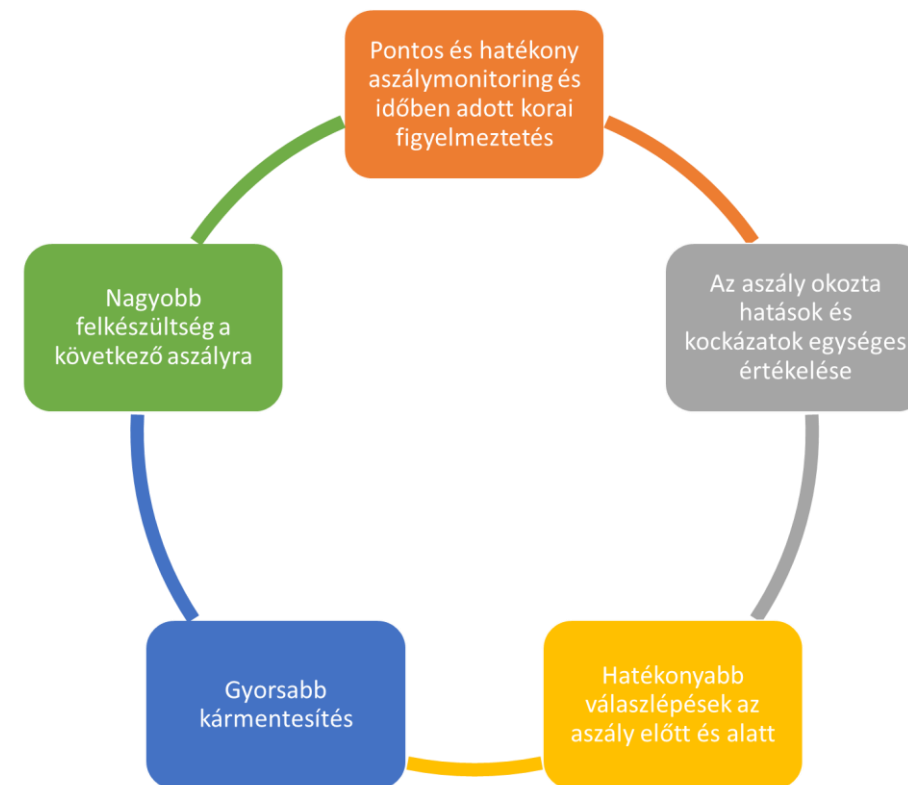 Pontos és hatékony
aszálymonitoring és
időben adott korai
figyelmeztetés
Az aszály okozta
hatások és
kockázatok egységes
értékelése
Hatékonyabb
válaszlépések az
aszály előtt és alatt
Gyorsabb
kármentesítés
Nagyobb
felkészültség a
következő aszályra